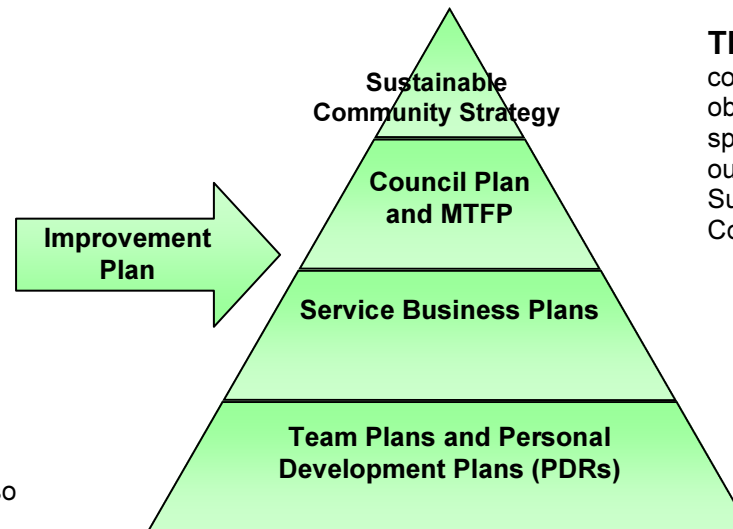 Sustainable
Community Strategy
Council Plan
and MTFP
Improvement
Plan
Service Business Plans
Team Plans and Personal
Development Plans (PDRs)